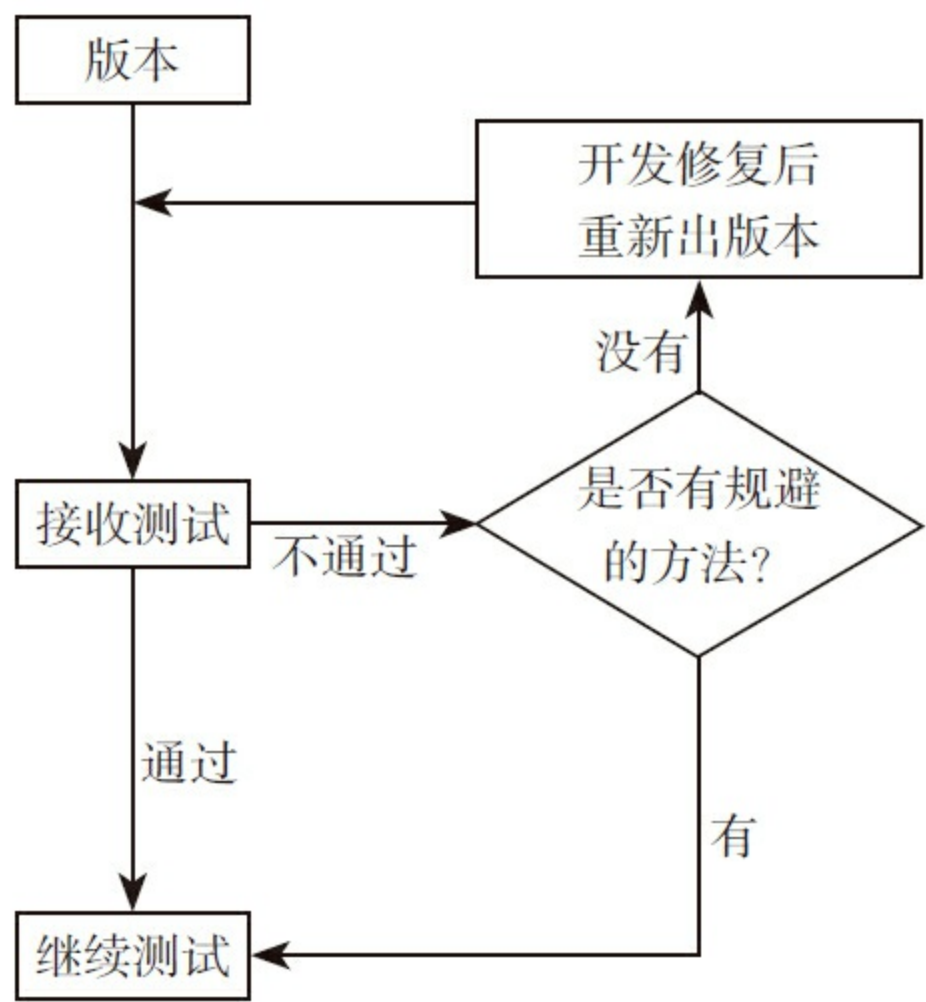 版本
开发修复后
重新出版本
没有
是否有规避
的方法?
接收测试
不通过
通过
有
继续测试